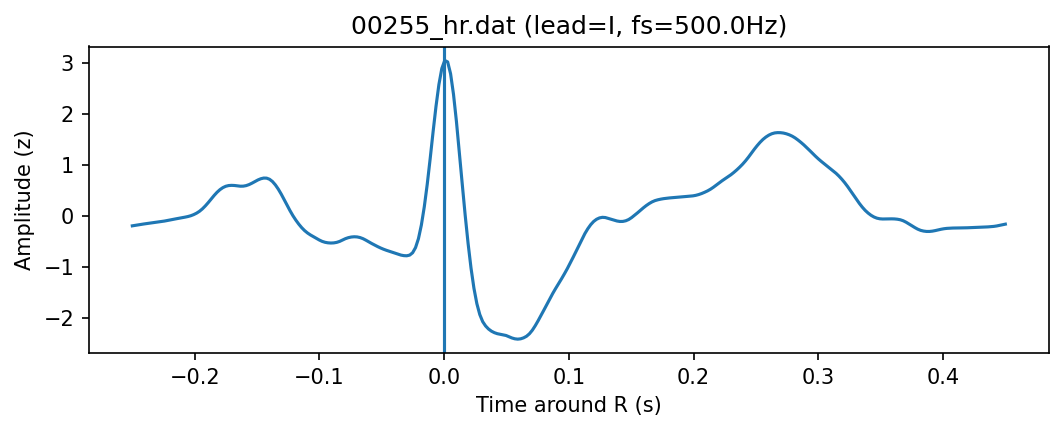 00255_hr.dat (lead=I, fs=500.0Hz)
Amplitude (z)
3
2
1
0
−1
−2
−0.2 −0.1 0.0 0.1 0.2 0.3 0.4
Time around R (s)